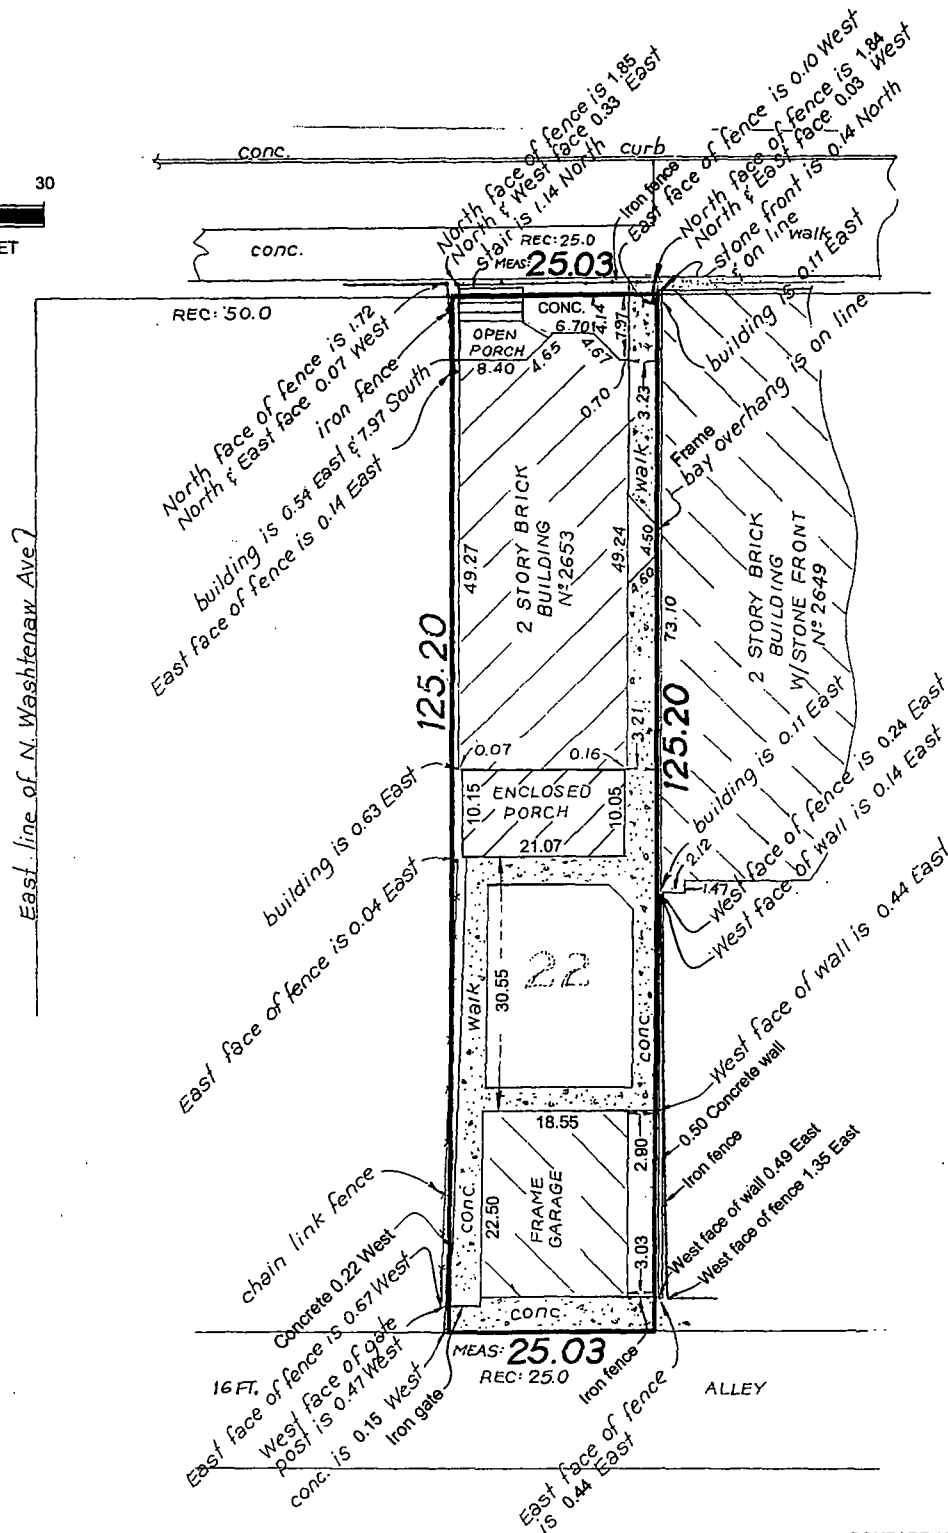 30
ET
conc.
curb
conc.
walk
North face of fence is 1.85
North & West face 0.33 East
stair is 1.14 North
Iron fence
East face of fence is 0.10 West
North face of fence is 1.84
North & East face 0.03 West
stone front is 0.14 North
& on line
building is 0.11 East
REC: 25.0
MEAS: 25.03
REC: 50.0
North face of fence is 1.72
North & East face 0.07 West
iron fence
building is 0.54 East & 7.97 South
East face of fence is 0.14 East
OPEN
PORCH
8.40
CONC.
6.70
4.14
7.97
4.65
4.67
0.70
3.23
walk
Frame
bay overhang is on line
2 STORY BRICK
BUILDING
Nº 2653
49.27
49.24
4.50
4.60
73.10
3.21
2 STORY BRICK
BUILDING
W/STONE FRONT
Nº 2649
125.20
125.20
East line of N. Washtenaw Ave.
0.07
0.16
ENCLOSED
PORCH
10.15
10.05
21.07
building is 0.63 East
East face of fence is 0.04 East
building is 0.11 East
2.12
1.47
West face of fence is 0.24 East
West face of wall is 0.14 East
walk
30.55
22
conc.
West face of wall is 0.44 East
0.50 Concrete wall
Iron fence
West face of wall 0.49 East
West face of fence 1.35 East
18.55
2.90
22.50
FRAME
GARAGE
3.03
conc.
conc.
chain link fence
Concrete 0.22 West
East face of fence is 0.67 West
West face of gate
post is 0.47 West
conc. is 0.15 West
Iron gate
MEAS: 25.03
REC: 25.0
Iron fence
East face of fence
is 0.44 East
16 FT.
ALLEY